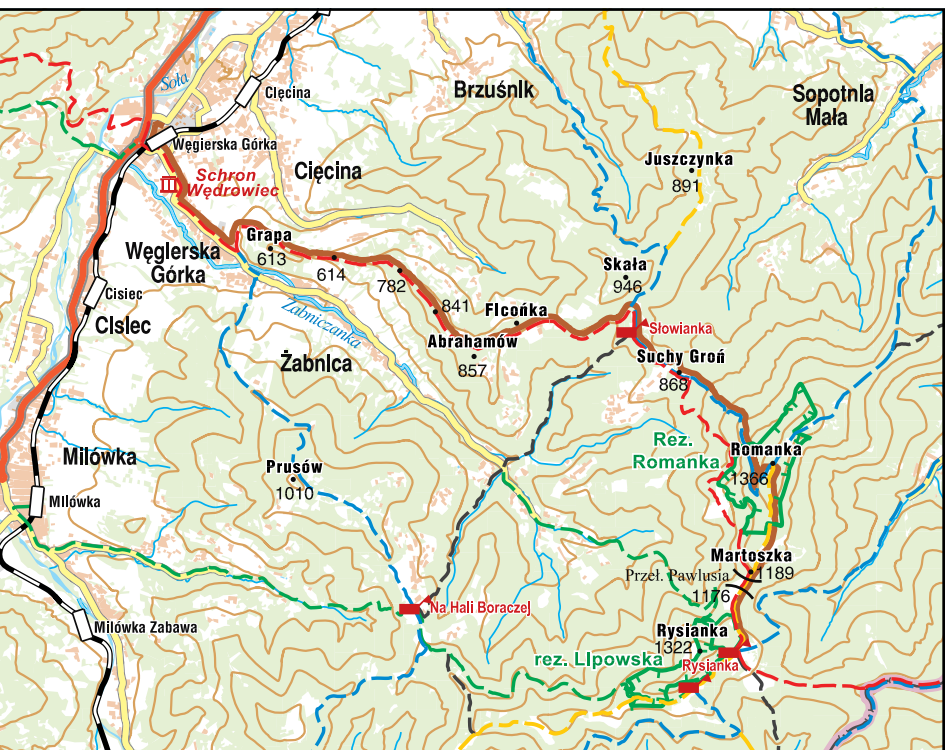 Soła
Cięcina
Brzuśnik
Sopotnia
Mała
Węgierska Górka
Juszczynka
891
Schron
Wędrowiec
Cięcina
Grapa
613
614
Węgierska
Górka
782
Skała
946
Cisiec
841
Ficońka
Cisiec
Żabniczanka
Słowianka
Abrahamów
857
Żabnica
Suchy Groń
868
Rez.
Romanka
Romanka
1366
Milówka
Prusów
1010
Milówka
Martoszka
1189
Przeł. Pawlusia
1176
Na Hali Boraczej
Milówka Zabawa
Rysianka
1322
rez. Lipowska
Rysianka